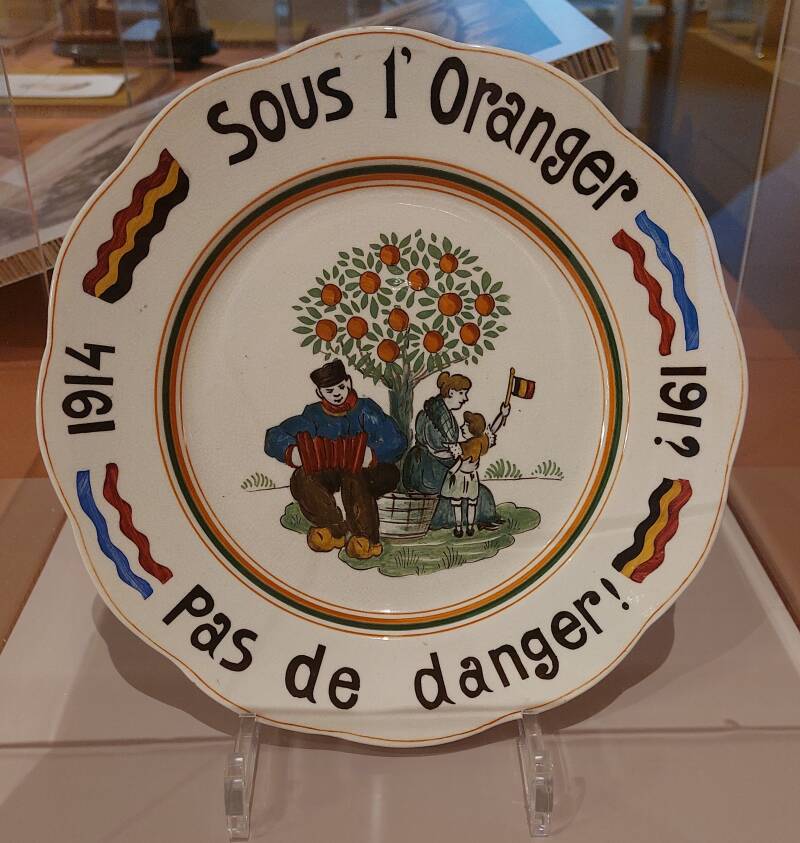 Sous l'Oranger
1914
191?
pas de danger!